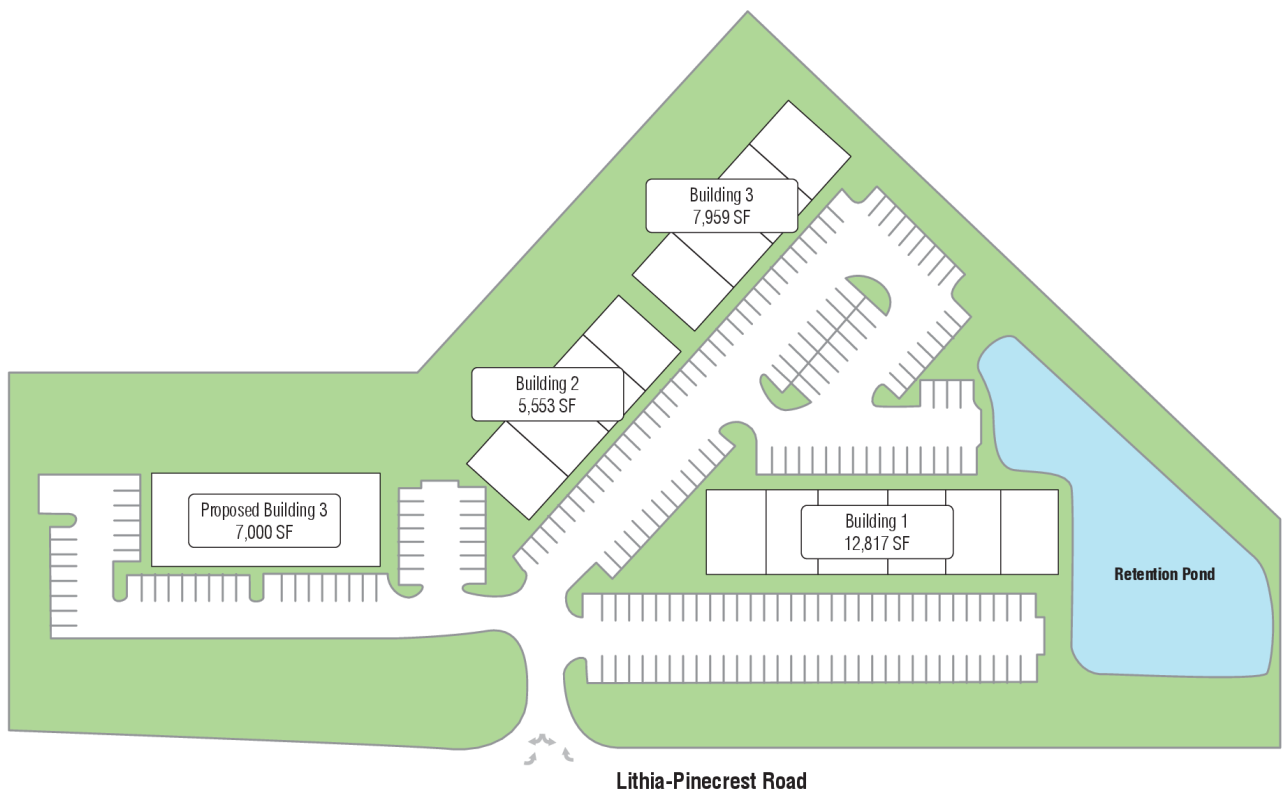 Building 3
7,959 SF
Building 2
5,553 SF
Proposed Building 3
7,000 SF
Building 1
12,817 SF
Retention Pond
Lithia-Pinecrest Road